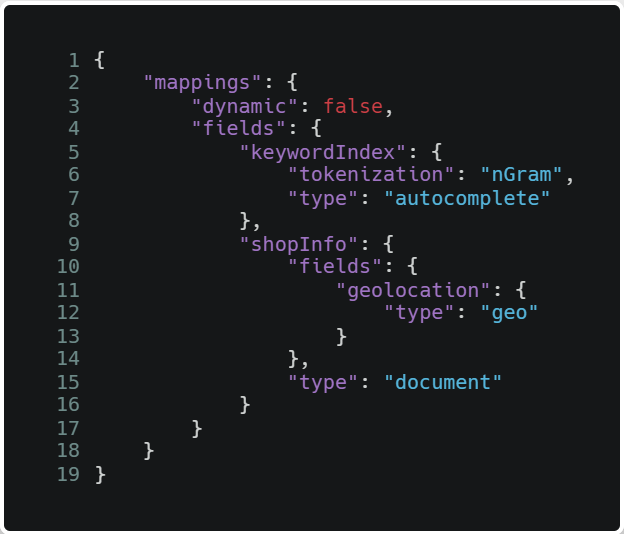 1 {
2     "mappings": {
3         "dynamic": false,
4         "fields": {
5             "keywordIndex": {
6                 "tokenization": "nGram",
7                 "type": "autocomplete"
8             },
9             "shopInfo": {
10                 "fields": {
11                     "geolocation": {
12                         "type": "geo"
13                     }
14                 },
15                 "type": "document"
16             }
17         }
18     }
19 }